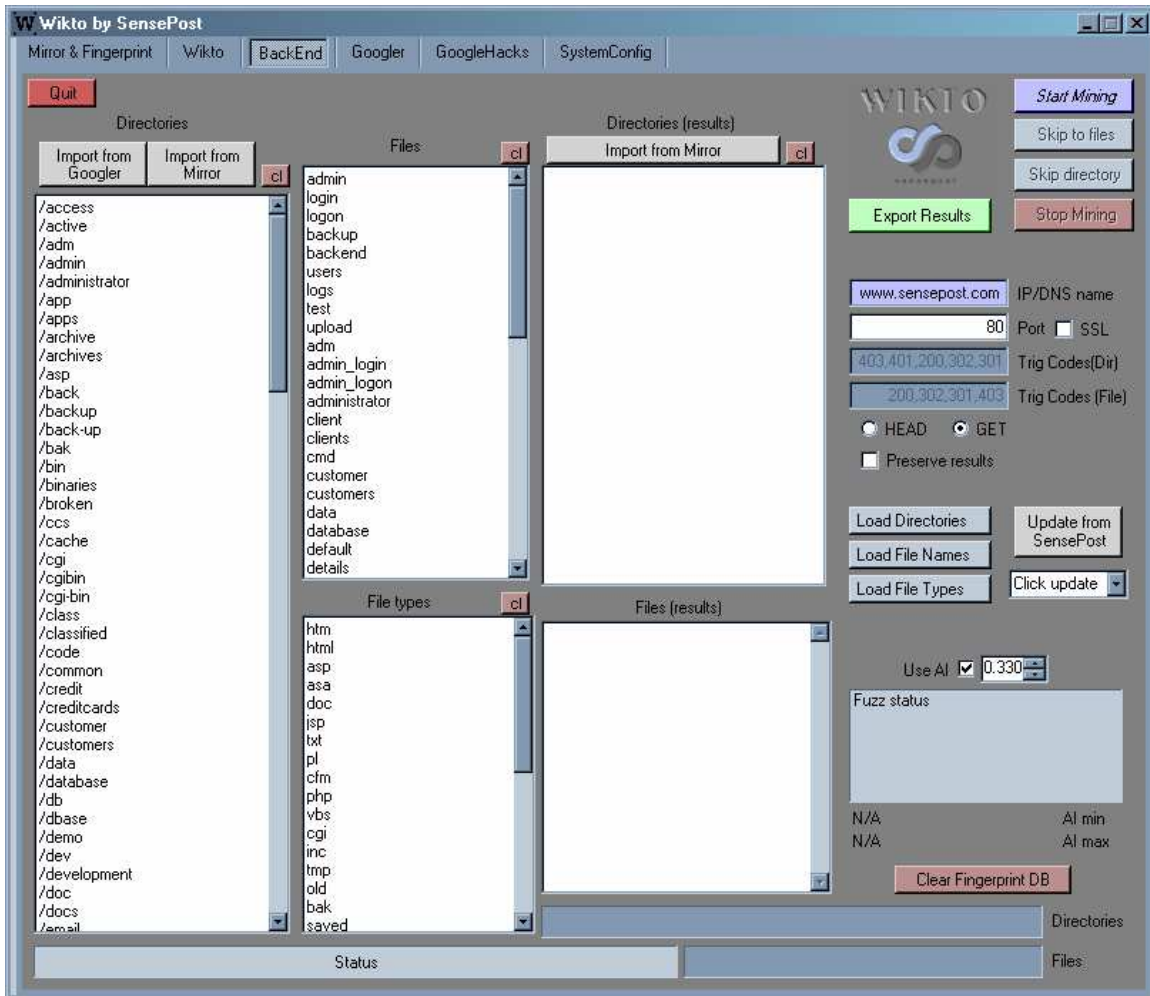 Wikto by SensePost
Mirror & Fingerprint
Wikto
BackEnd
Googler
GoogleHacks
SystemConfig
Quit
Directories
Import from
Googler
Import from
Mirror
cl
/access
/active
/adm
/admin
/administrator
/app
/apps
/archive
/archives
/asp
/back
/backup
/back-up
/bak
/bin
/binaries
/broken
/ccs
/cache
/cgi
/cgibin
/cgi-bin
/class
/classified
/code
/common
/credit
/creditcards
/customer
/customers
/data
/database
/db
/dbase
/demo
/dev
/development
/doc
/docs
/email
Files
cl
admin
login
logon
backup
backend
users
logs
test
upload
adm
admin_login
admin_logon
administrator
client
clients
cmd
customer
customers
data
database
default
details
File types
cl
htm
html
asp
asa
doc
jsp
txt
pl
cfm
php
vbs
cgi
inc
tmp
old
bak
saved
Directories (results)
Import from Mirror
cl
Files (results)
WIKTO
Start Mining
Skip to files
Skip directory
Export Results
Stop Mining
www.sensepost.com IP/DNS name
80 Port SSL
403,401,200,302,301 Trig Codes(Dir)
200,302,301,403 Trig Codes (File)
HEAD GET
Preserve results
Load Directories
Load File Names
Load File Types
Update from
SensePost
Click update
Use AI 0.330
Fuzz status
N/A AI min
N/A AI max
Clear Fingerprint DB
Directories
Status
Files